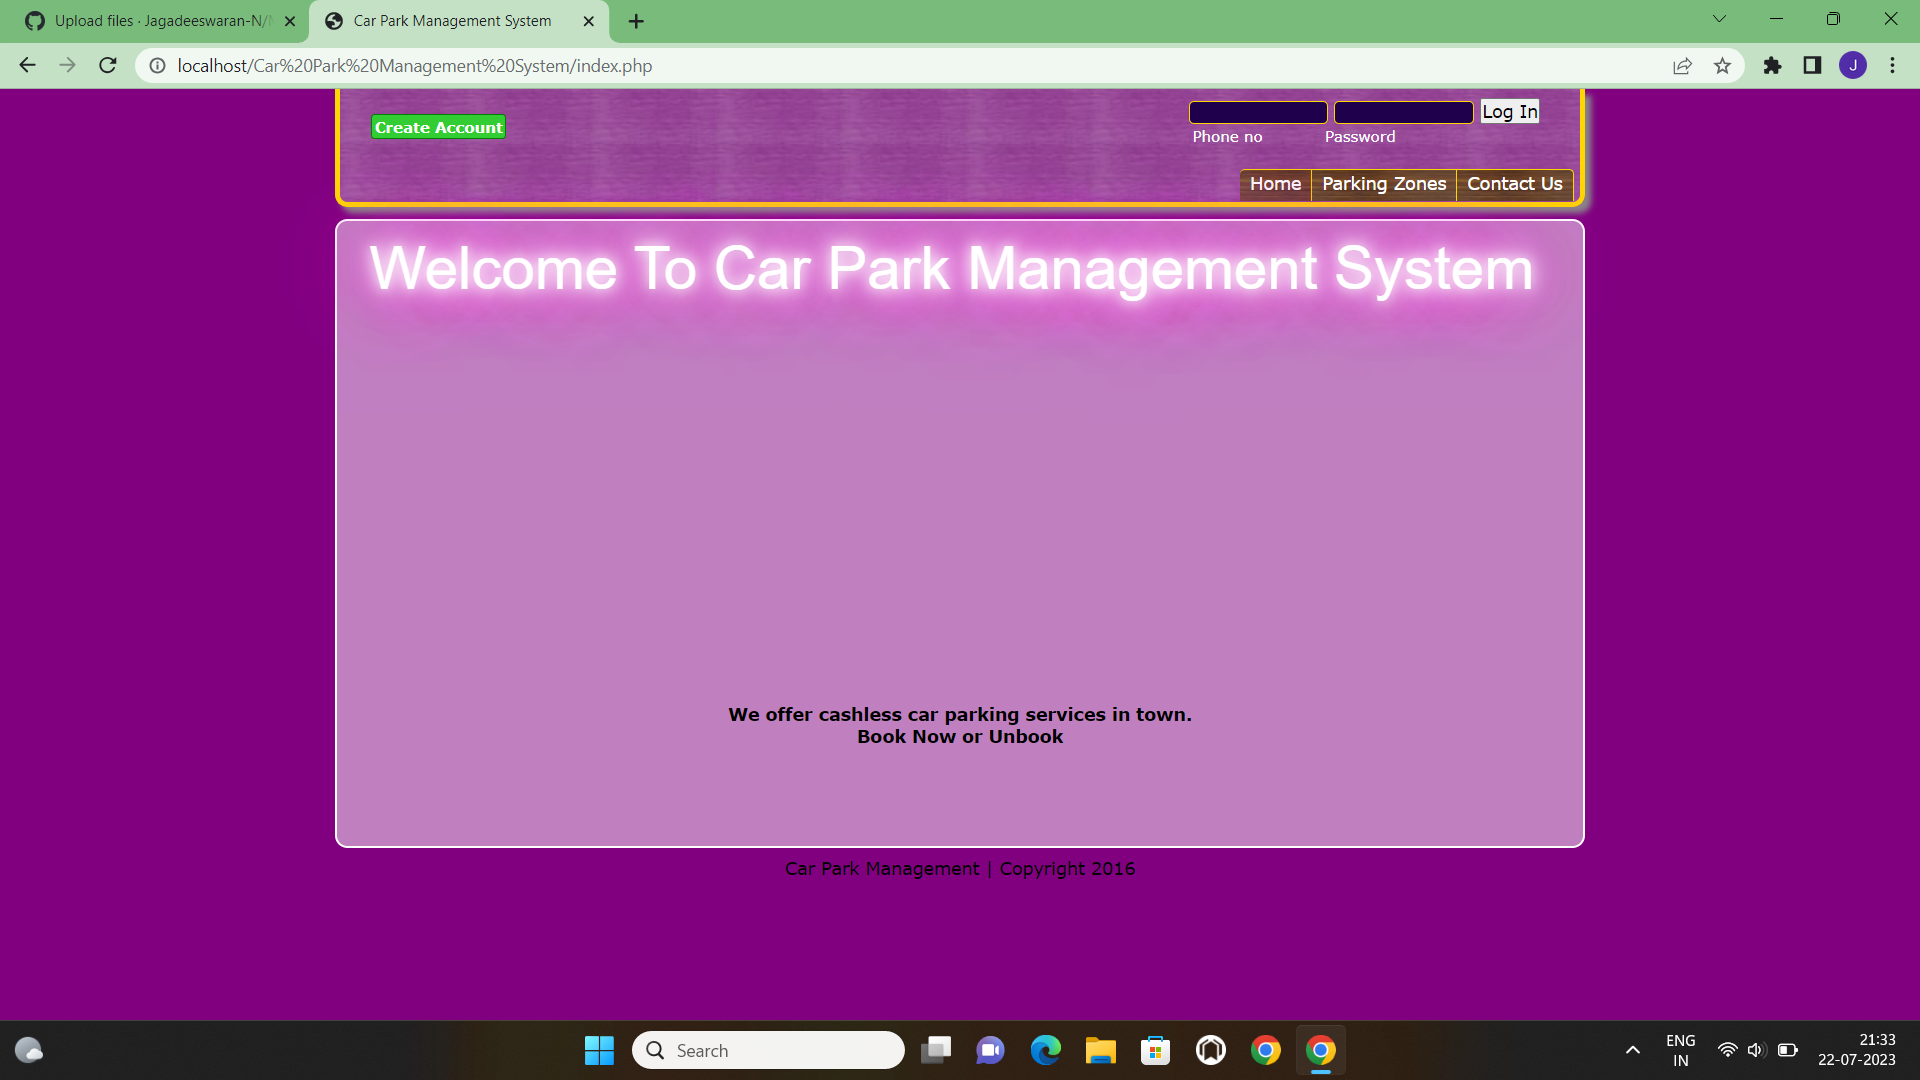 Upload files · Jagadeeswaran-N/
Car Park Management System
localhost/Car%20Park%20Management%20System/index.php
J
Create Account
Log In
Phone no Password
Home Parking Zones Contact Us
Welcome To Car Park Management System
We offer cashless car parking services in town.
Book Now or Unbook
Car Park Management | Copyright 2016
Search
ENG
IN
21:33
22-07-2023